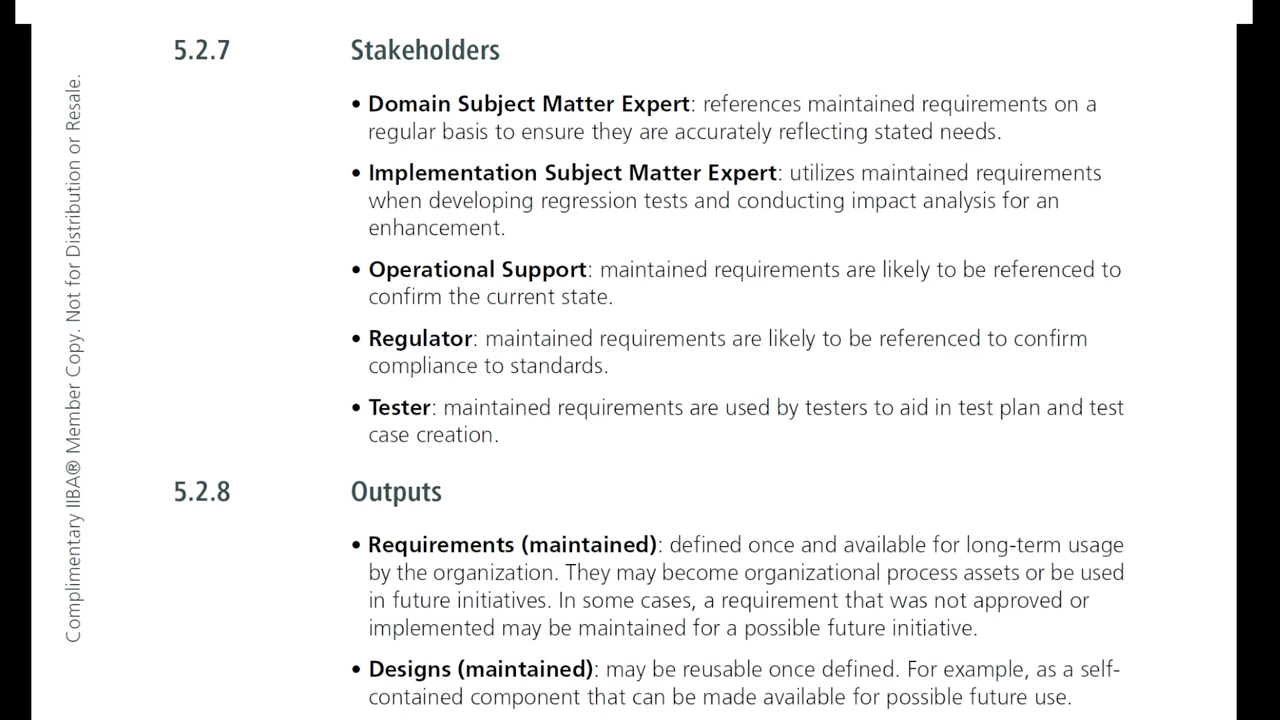 5.2.7 Stakeholders
• Domain Subject Matter Expert: references maintained requirements on a
regular basis to ensure they are accurately reflecting stated needs.
• Implementation Subject Matter Expert: utilizes maintained requirements
when developing regression tests and conducting impact analysis for an
enhancement.
• Operational Support: maintained requirements are likely to be referenced to
confirm the current state.
• Regulator: maintained requirements are likely to be referenced to confirm
compliance to standards.
• Tester: maintained requirements are used by testers to aid in test plan and test
case creation.
5.2.8 Outputs
• Requirements (maintained): defined once and available for long-term usage
by the organization. They may become organizational process assets or be used
in future initiatives. In some cases, a requirement that was not approved or
implemented may be maintained for a possible future initiative.
• Designs (maintained): may be reusable once defined. For example, as a self-
contained component that can be made available for possible future use.
Complimentary IIBA® Member Copy. Not for Distribution or Resale.